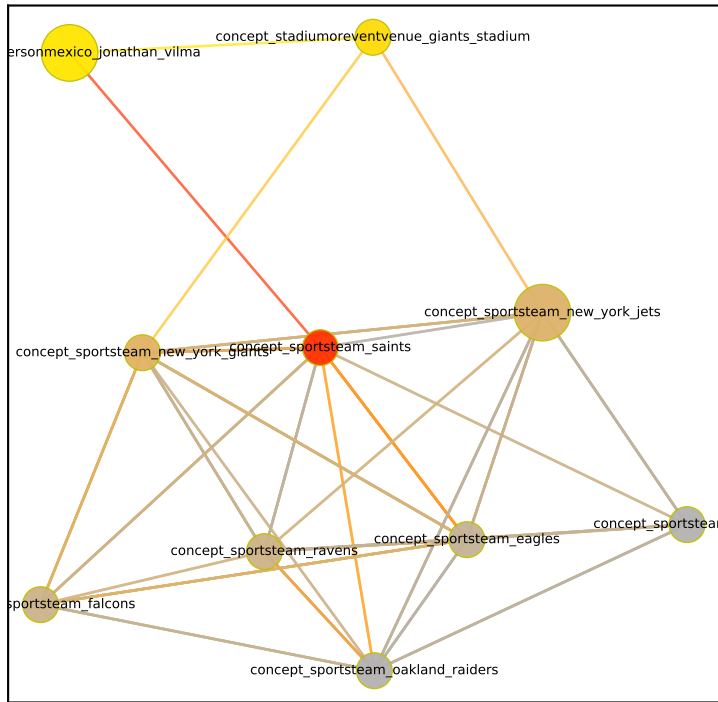 concept_stadiumoreventvenue_giants_stadium
ersonmexico_jonathan_vilma
concept_sportsteam_new_york_jets
concept_sportsteam_saints
concept_sportsteam_new_york_giants
concept_sportsteam
concept_sportsteam_eagles
concept_sportsteam_ravens
sportsteam_falcons
concept_sportsteam_oakland_raiders